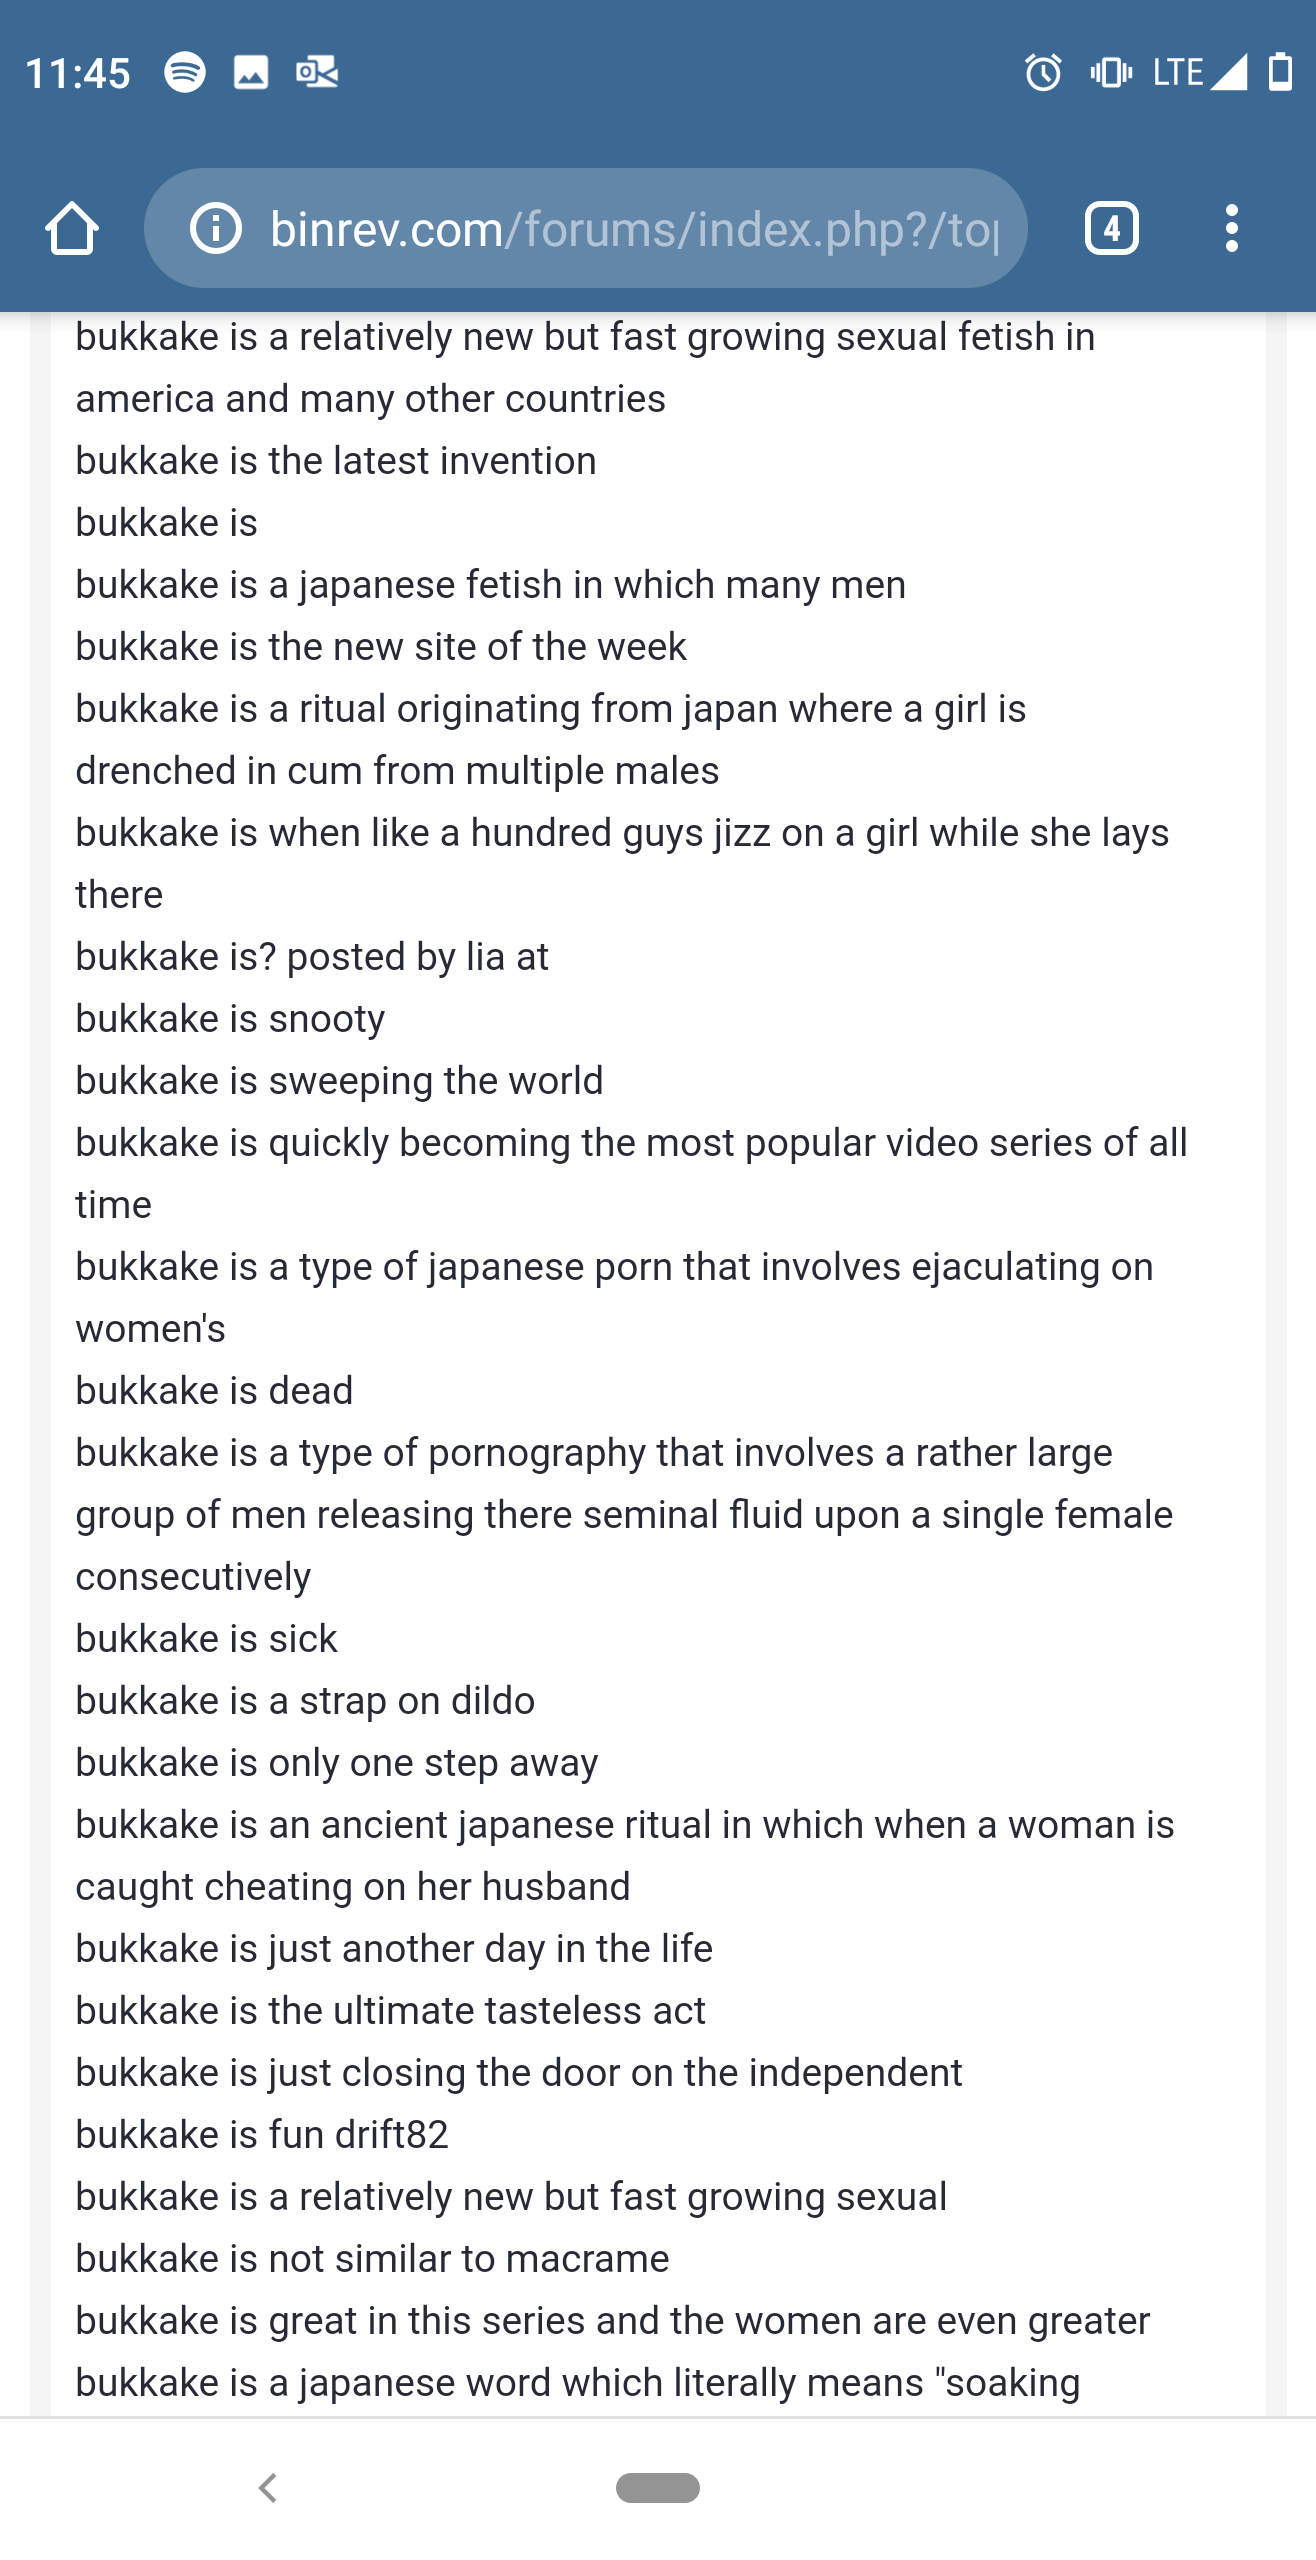 11:45
LTE
binrev.com/forums/index.php?/top
4
bukkake is a relatively new but fast growing sexual fetish in
america and many other countries
bukkake is the latest invention
bukkake is
bukkake is a japanese fetish in which many men
bukkake is the new site of the week
bukkake is a ritual originating from japan where a girl is
drenched in cum from multiple males
bukkake is when like a hundred guys jizz on a girl while she lays
there
bukkake is? posted by lia at
bukkake is snooty
bukkake is sweeping the world
bukkake is quickly becoming the most popular video series of all
time
bukkake is a type of japanese porn that involves ejaculating on
women's
bukkake is dead
bukkake is a type of pornography that involves a rather large
group of men releasing there seminal fluid upon a single female
consecutively
bukkake is sick
bukkake is a strap on dildo
bukkake is only one step away
bukkake is an ancient japanese ritual in which when a woman is
caught cheating on her husband
bukkake is just another day in the life
bukkake is the ultimate tasteless act
bukkake is just closing the door on the independent
bukkake is fun drift82
bukkake is a relatively new but fast growing sexual
bukkake is not similar to macrame
bukkake is great in this series and the women are even greater
bukkake is a japanese word which literally means "soaking